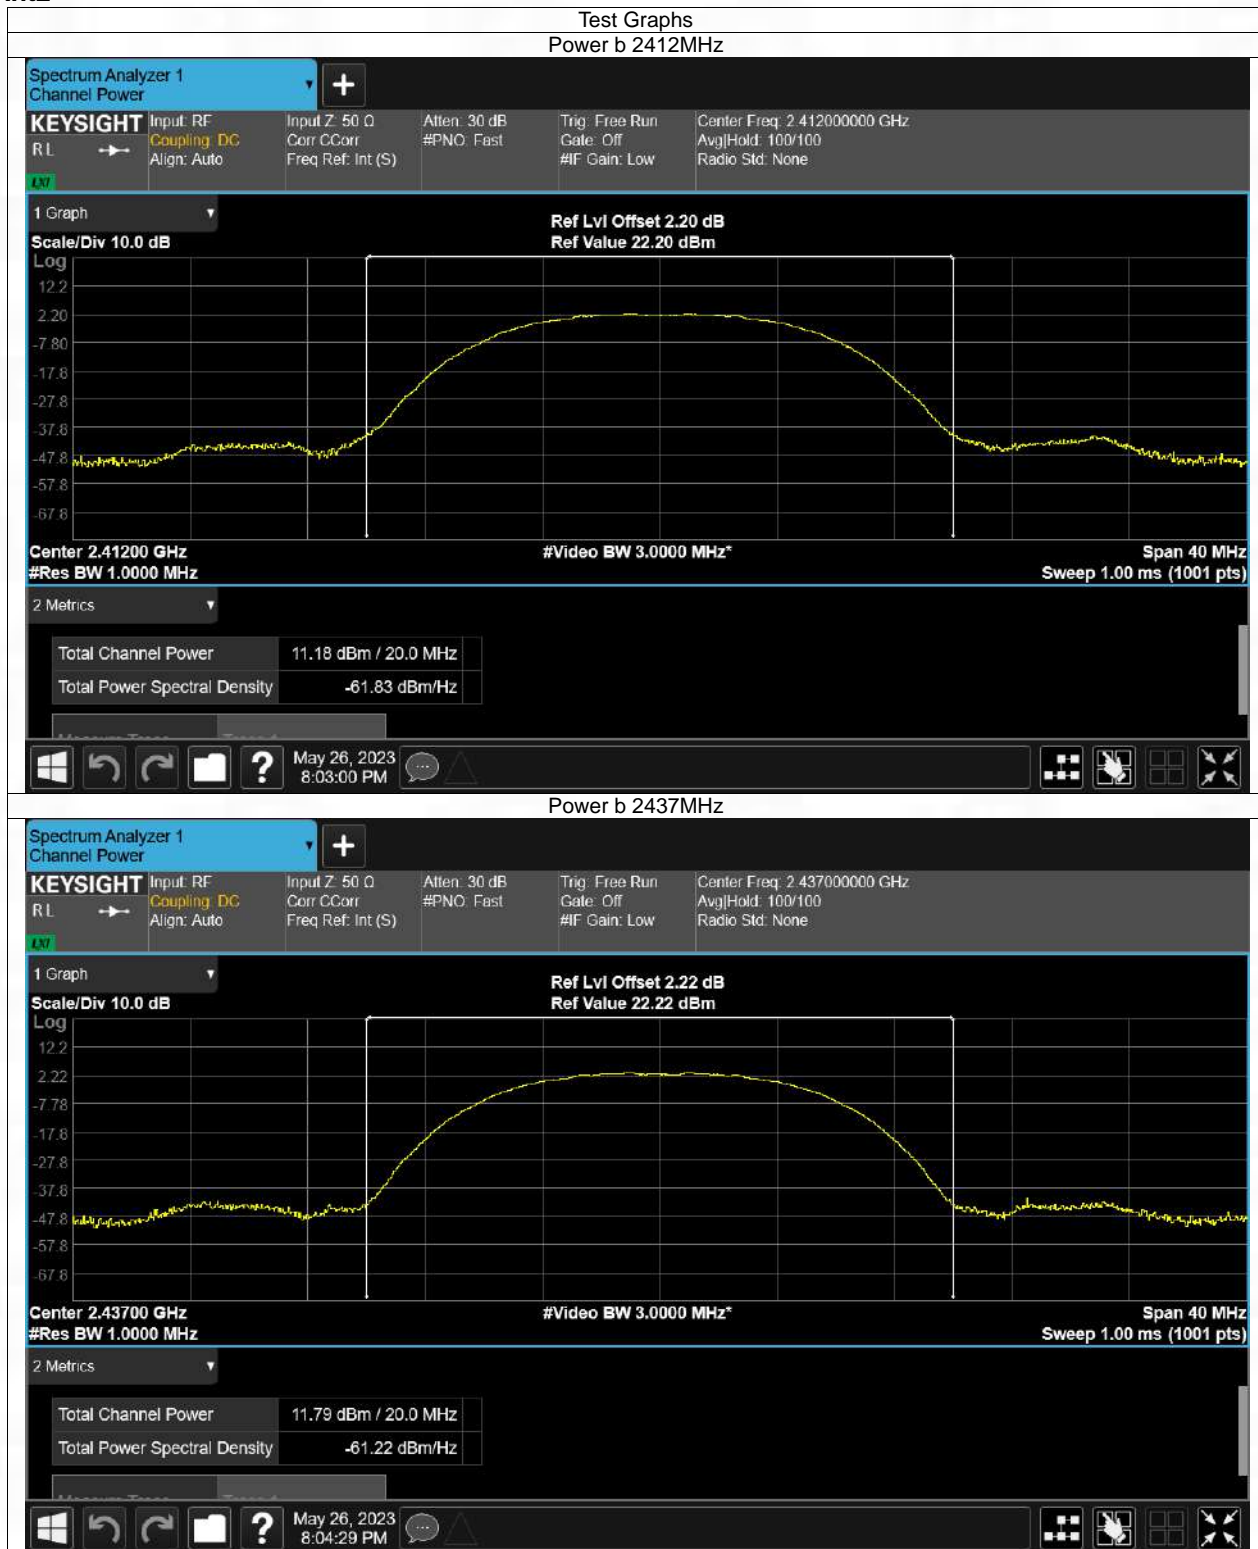 Test Graphs
Power b 2412MHz
Spectrum Analyzer 1
Channel Power
+
KEYSIGHT Input: RF Input Z: 50 Ω Atten: 30 dB Trig: Free Run Center Freq: 2.412000000 GHz
RL Coupling: DC Corr CCorr #PNO: Fast Gate: Off Avg|Hold: 100/100
Align: Auto Freq Ref: Int (S) #IF Gain: Low Radio Std: None
LXI
1 Graph
Ref Lvl Offset 2.20 dB
Scale/Div 10.0 dB Ref Value 22.20 dBm
Log
12.2
2.20
-7.80
-17.8
-27.8
-37.8
-47.8
-57.8
-67.8
Center 2.41200 GHz #Video BW 3.0000 MHz* Span 40 MHz
#Res BW 1.0000 MHz Sweep 1.00 ms (1001 pts)
2 Metrics
Total Channel Power 11.18 dBm / 20.0 MHz
Total Power Spectral Density -61.83 dBm/Hz
May 26, 2023
8:03:00 PM
Power b 2437MHz
Spectrum Analyzer 1
Channel Power
+
KEYSIGHT Input: RF Input Z: 50 Ω Atten: 30 dB Trig: Free Run Center Freq: 2.437000000 GHz
RL Coupling: DC Corr CCorr #PNO: Fast Gate: Off Avg|Hold: 100/100
Align: Auto Freq Ref: Int (S) #IF Gain: Low Radio Std: None
LXI
1 Graph
Ref Lvl Offset 2.22 dB
Scale/Div 10.0 dB Ref Value 22.22 dBm
Log
12.2
2.22
-7.78
-17.8
-27.8
-37.8
-47.8
-57.8
-67.8
Center 2.43700 GHz #Video BW 3.0000 MHz* Span 40 MHz
#Res BW 1.0000 MHz Sweep 1.00 ms (1001 pts)
2 Metrics
Total Channel Power 11.79 dBm / 20.0 MHz
Total Power Spectral Density -61.22 dBm/Hz
May 26, 2023
8:04:29 PM